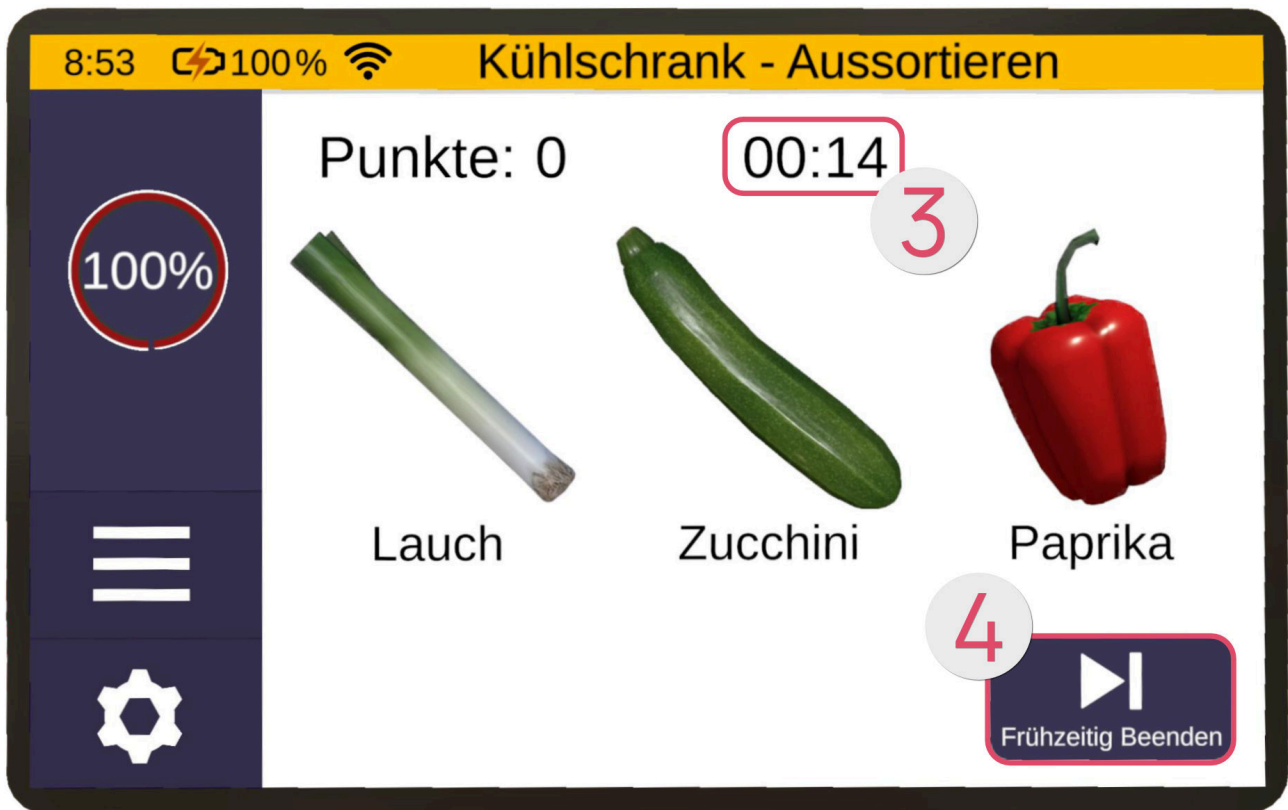 8:53 100% Kühlschrank - Aussortieren
Punkte: 0 00:14
3
100%
Lauch Zucchini Paprika
4
Frühzeitig Beenden